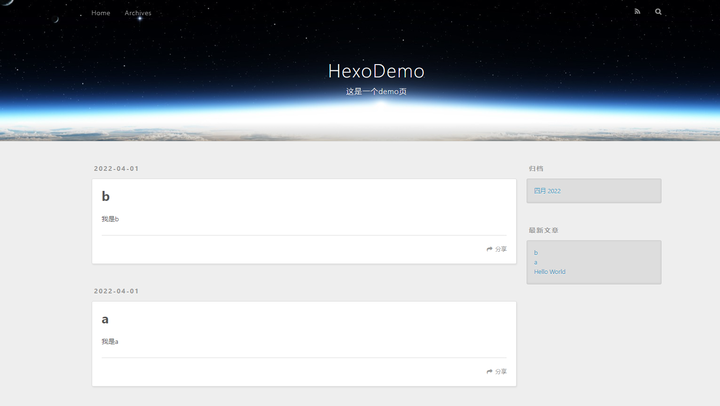 Home Archives
HexoDemo
这是一个demo页
2022-04-01
b
我是b
分享
2022-04-01
a
我是a
分享
归档
四月 2022
最新文章
b
a
Hello World